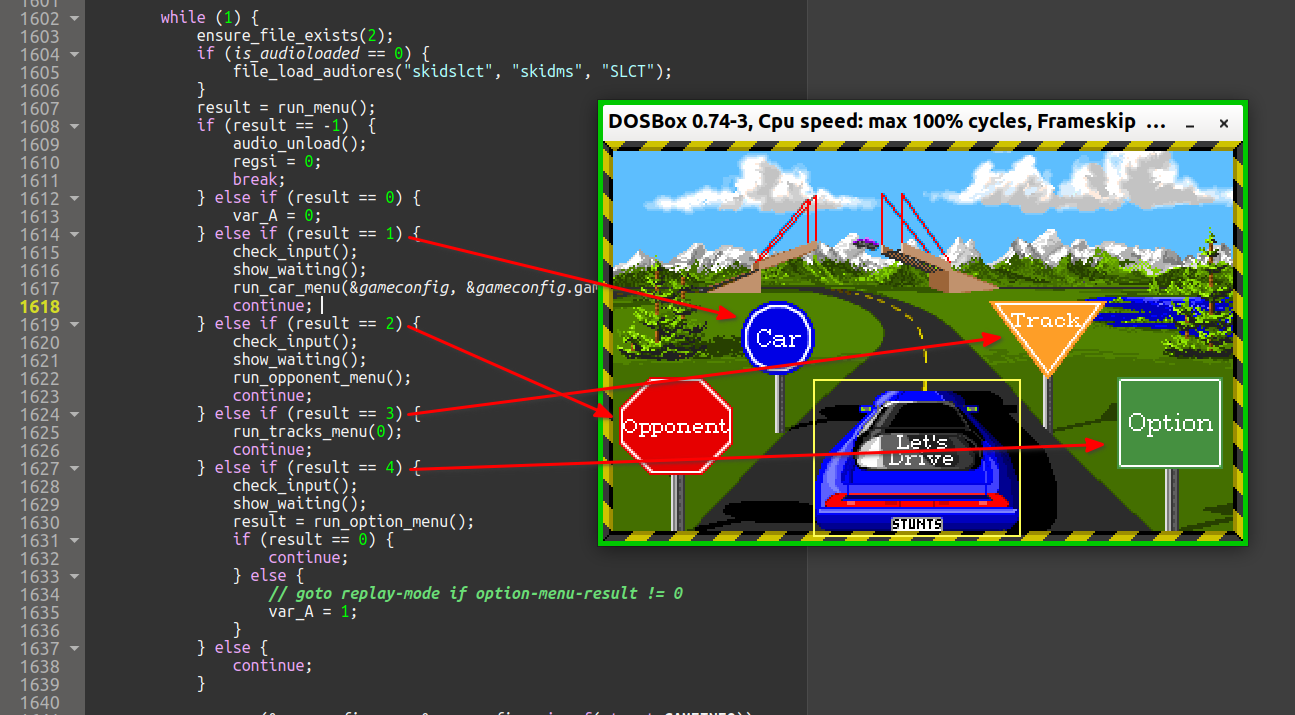 1601
1602 while (1) {
1603 ensure_file_exists(2);
1604 if (is_audioloaded == 0) {
1605 file_load_audiores("skidslct", "skidms", "SLCT");
1606 }
1607 result = run_menu();
1608 if (result == -1)  {
1609 audio_unload();
1610 regsi = 0;
1611 break;
1612 } else if (result == 0) {
1613 var_A = 0;
1614 } else if (result == 1) {
1615 check_input();
1616 show_waiting();
1617 run_car_menu(&gameconfig, &gameconfig.ga
1618 continue;
1619 } else if (result == 2) {
1620 check_input();
1621 show_waiting();
1622 run_opponent_menu();
1623 continue;
1624 } else if (result == 3) {
1625 run_tracks_menu(0);
1626 continue;
1627 } else if (result == 4) {
1628 check_input();
1629 show_waiting();
1630 result = run_option_menu();
1631 if (result == 0) {
1632 continue;
1633 } else {
1634 // goto replay-mode if option-menu-result != 0
1635 var_A = 1;
1636 }
1637 } else {
1638 continue;
1639 }
1640
DOSBox 0.74-3, Cpu speed: max 100% cycles, Frameskip ...
Car
Track
Opponent
Option
Let's
Drive
STUNTS